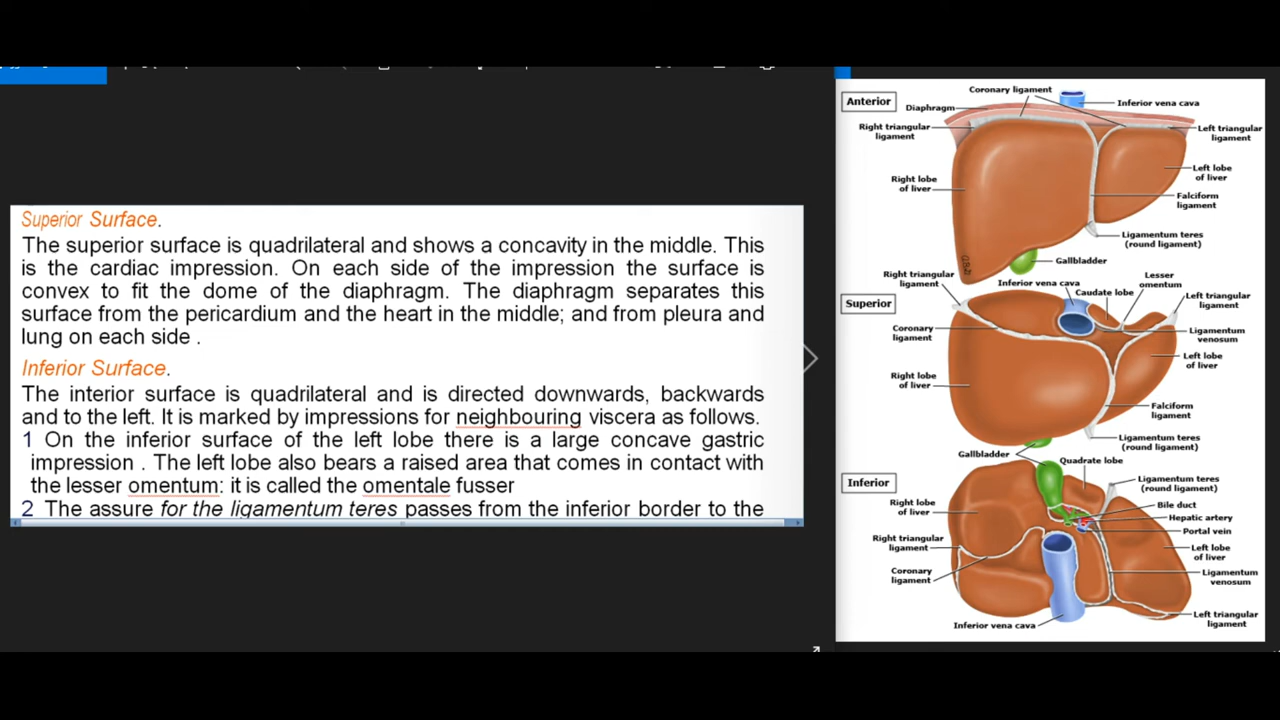 Superior Surface.
The superior surface is quadrilateral and shows a concavity in the middle. This
is the cardiac impression. On each side of the impression the surface is
convex to fit the dome of the diaphragm. The diaphragm separates this
surface from the pericardium and the heart in the middle; and from pleura and
lung on each side .
Inferior Surface.
The interior surface is quadrilateral and is directed downwards, backwards
and to the left. It is marked by impressions for neighbouring viscera as follows.
1 On the inferior surface of the left lobe there is a large concave gastric
impression . The left lobe also bears a raised area that comes in contact with
the lesser omentum: it is called the omentale fusser
2 The assure for the ligamentum teres passes from the inferior border to the
Anterior
Coronary ligament
Diaphragm
Inferior vena cava
Right triangular
ligament
Left triangular
ligament
Right lobe
of liver
Left lobe
of liver
Falciform
ligament
Ligamentum teres
(round ligament)
Gallbladder
Superior
Right triangular
ligament
Inferior vena cava
Caudate lobe
Lesser
omentum
Left triangular
ligament
Coronary
ligament
Ligamentum
venosum
Right lobe
of liver
Left lobe
of liver
Falciform
ligament
Ligamentum teres
(round ligament)
Gallbladder
Inferior
Quadrate lobe
Ligamentum teres
(round ligament)
Right lobe
of liver
Bile duct
Hepatic artery
Portal vein
Right triangular
ligament
Left lobe
of liver
Coronary
ligament
Ligamentum
venosum
Inferior vena cava
Left triangular
ligament